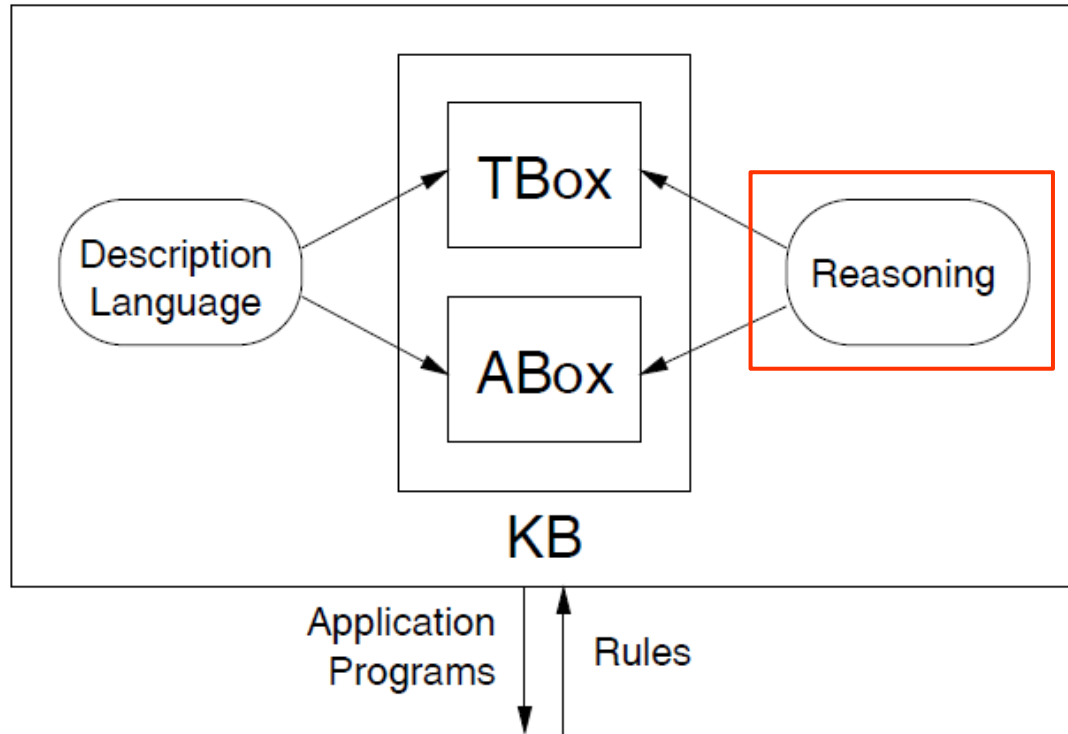 TBox
Description
Language
Reasoning
ABox
KB
Application
Programs
Rules